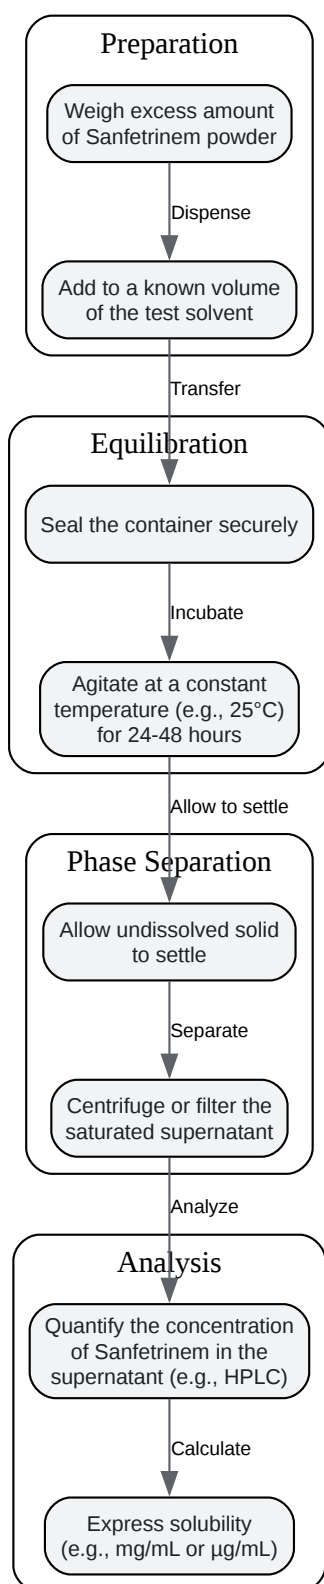 Preparation
Weigh excess amount
of Sanfetrinem powder
Dispense
Add to a known volume
of the test solvent
Transfer
Equilibration
Seal the container securely
Incubate
Agitate at a constant
temperature (e.g., 25°C)
for 24-48 hours
Allow to settle
Phase Separation
Allow undissolved solid
to settle
Separate
Centrifuge or filter the
saturated supernatant
Analyze
Analysis
Quantify the concentration
of Sanfetrinem in the
supernatant (e.g., HPLC)
Calculate
Express solubility
(e.g., mg/mL or µg/mL)